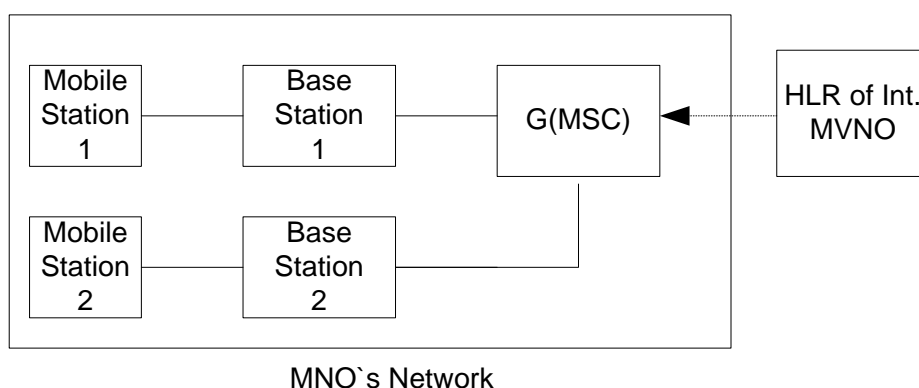 Mobile
Station
1
Base
Station
1
G(MSC)
HLR of Int.
MVNO
Mobile
Station
2
Base
Station
2
MNO`s Network